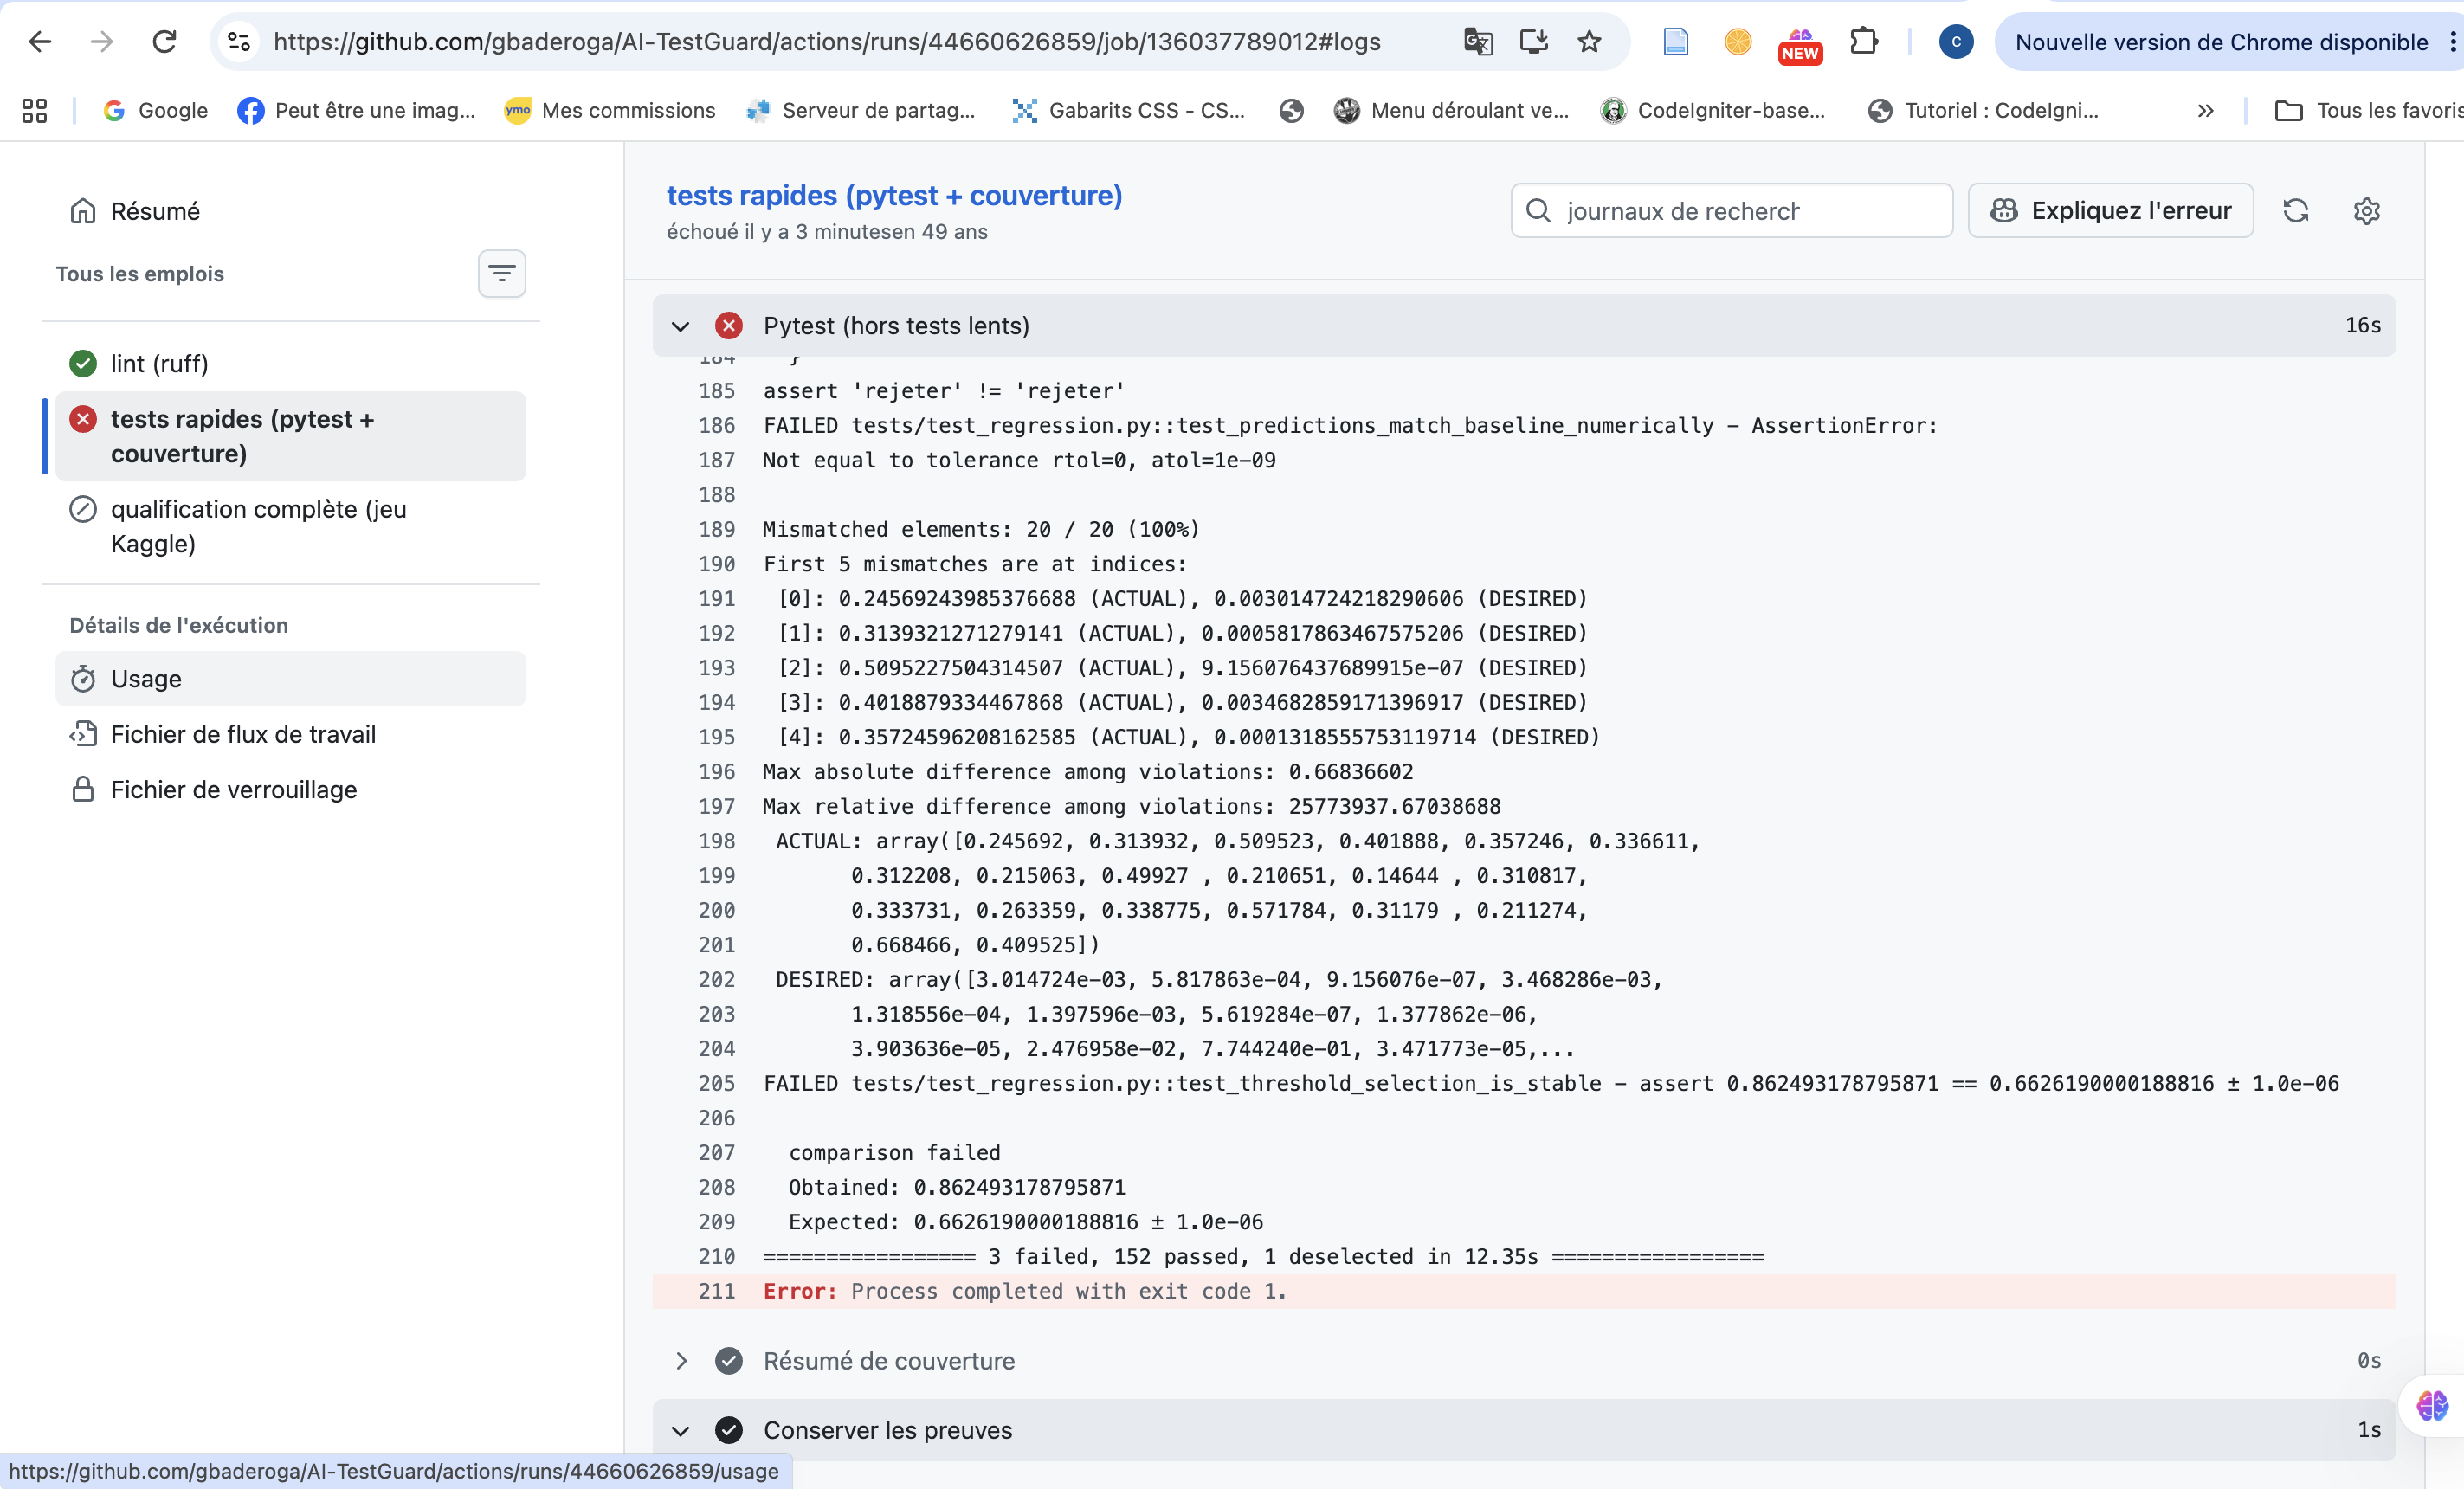 https://github.com/gbaderoga/AI-TestGuard/actions/runs/44660626859/job/136037789012#logs
NEW
C
Nouvelle version de Chrome disponible
Google
Peut être une imag...
ymo
Mes commissions
Serveur de partag...
Gabarits CSS - CS...
Menu déroulant ve...
CodeIgniter-base...
Tutoriel : CodeIgni...
»
Tous les favoris
Résumé
Tous les emplois
lint (ruff)
tests rapides (pytest +
couverture)
qualification complète (jeu
Kaggle)
Détails de l'exécution
Usage
Fichier de flux de travail
Fichier de verrouillage
tests rapides (pytest + couverture)
échoué il y a 3 minutesen 49 ans
journaux de recherch
Expliquez l'erreur
Pytest (hors tests lents)
16s
184 }
185 assert 'rejeter' != 'rejeter'
186 FAILED tests/test_regression.py::test_predictions_match_baseline_numerically - AssertionError:
187 Not equal to tolerance rtol=0, atol=1e-09
188
189 Mismatched elements: 20 / 20 (100%)
190 First 5 mismatches are at indices:
191 [0]: 0.24569243985376688 (ACTUAL), 0.003014724218290606 (DESIRED)
192 [1]: 0.3139321271279141 (ACTUAL), 0.0005817863467575206 (DESIRED)
193 [2]: 0.5095227504314507 (ACTUAL), 9.156076437689915e-07 (DESIRED)
194 [3]: 0.4018879334467868 (ACTUAL), 0.0034682859171396917 (DESIRED)
195 [4]: 0.35724596208162585 (ACTUAL), 0.0001318555753119714 (DESIRED)
196 Max absolute difference among violations: 0.66836602
197 Max relative difference among violations: 25773937.67038688
198 ACTUAL: array([0.245692, 0.313932, 0.509523, 0.401888, 0.357246, 0.336611,
199 0.312208, 0.215063, 0.49927 , 0.210651, 0.14644 , 0.310817,
200 0.333731, 0.263359, 0.338775, 0.571784, 0.31179 , 0.211274,
201 0.668466, 0.409525])
202 DESIRED: array([3.014724e-03, 5.817863e-04, 9.156076e-07, 3.468286e-03,
203 1.318556e-04, 1.397596e-03, 5.619284e-07, 1.377862e-06,
204 3.903636e-05, 2.476958e-02, 7.744240e-01, 3.471773e-05,...
205 FAILED tests/test_regression.py::test_threshold_selection_is_stable - assert 0.862493178795871 == 0.6626190000188816 ± 1.0e-06
206
207 comparison failed
208 Obtained: 0.862493178795871
209 Expected: 0.6626190000188816 ± 1.0e-06
210 ================= 3 failed, 152 passed, 1 deselected in 12.35s =================
211 Error: Process completed with exit code 1.
Résumé de couverture
0s
Conserver les preuves
1s
https://github.com/gbaderoga/AI-TestGuard/actions/runs/44660626859/usage